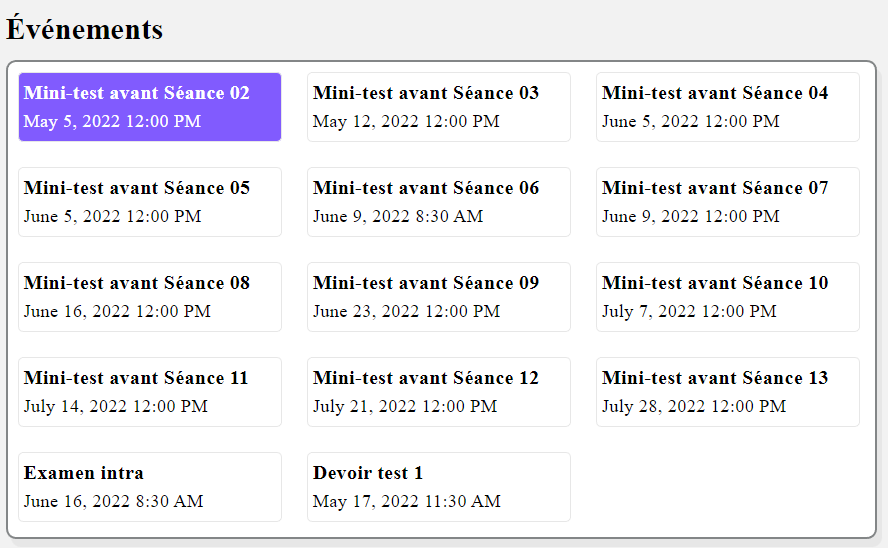 Événements
Mini-test avant Séance 02
May 5, 2022 12:00 PM
Mini-test avant Séance 03
May 12, 2022 12:00 PM
Mini-test avant Séance 04
June 5, 2022 12:00 PM
Mini-test avant Séance 05
June 5, 2022 12:00 PM
Mini-test avant Séance 06
June 9, 2022 8:30 AM
Mini-test avant Séance 07
June 9, 2022 12:00 PM
Mini-test avant Séance 08
June 16, 2022 12:00 PM
Mini-test avant Séance 09
June 23, 2022 12:00 PM
Mini-test avant Séance 10
July 7, 2022 12:00 PM
Mini-test avant Séance 11
July 14, 2022 12:00 PM
Mini-test avant Séance 12
July 21, 2022 12:00 PM
Mini-test avant Séance 13
July 28, 2022 12:00 PM
Examen intra
June 16, 2022 8:30 AM
Devoir test 1
May 17, 2022 11:30 AM